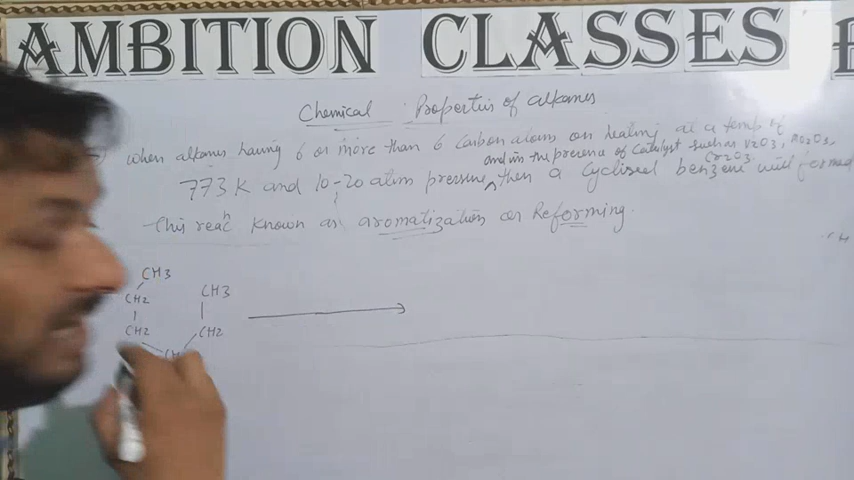 AMBITION CLASSES
Chemical Properties of alkanes
When alkanes having 6 or more than 6 Carbon atoms on heating at a temp of
and in the presence of Catalyst such as V2O3, Mo2O3,
Cr2O3
773 K and 10-20 atm pressure ^ then a cyclised benzene will formed
This reac^n known as aromatization or Reforming.
CH3
CH2 CH3
CH2 CH2
CH